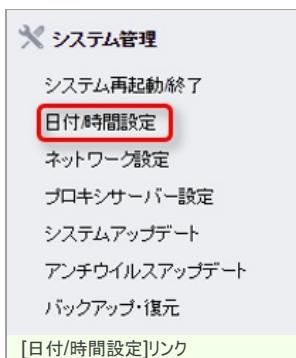 システム管理
システム再起動/終了
日付/時間設定
ネットワーク設定
プロキシサーバー設定
システムアップデート
アンチウイルスアップデート
バックアップ・復元
[日付/時間設定]リンク